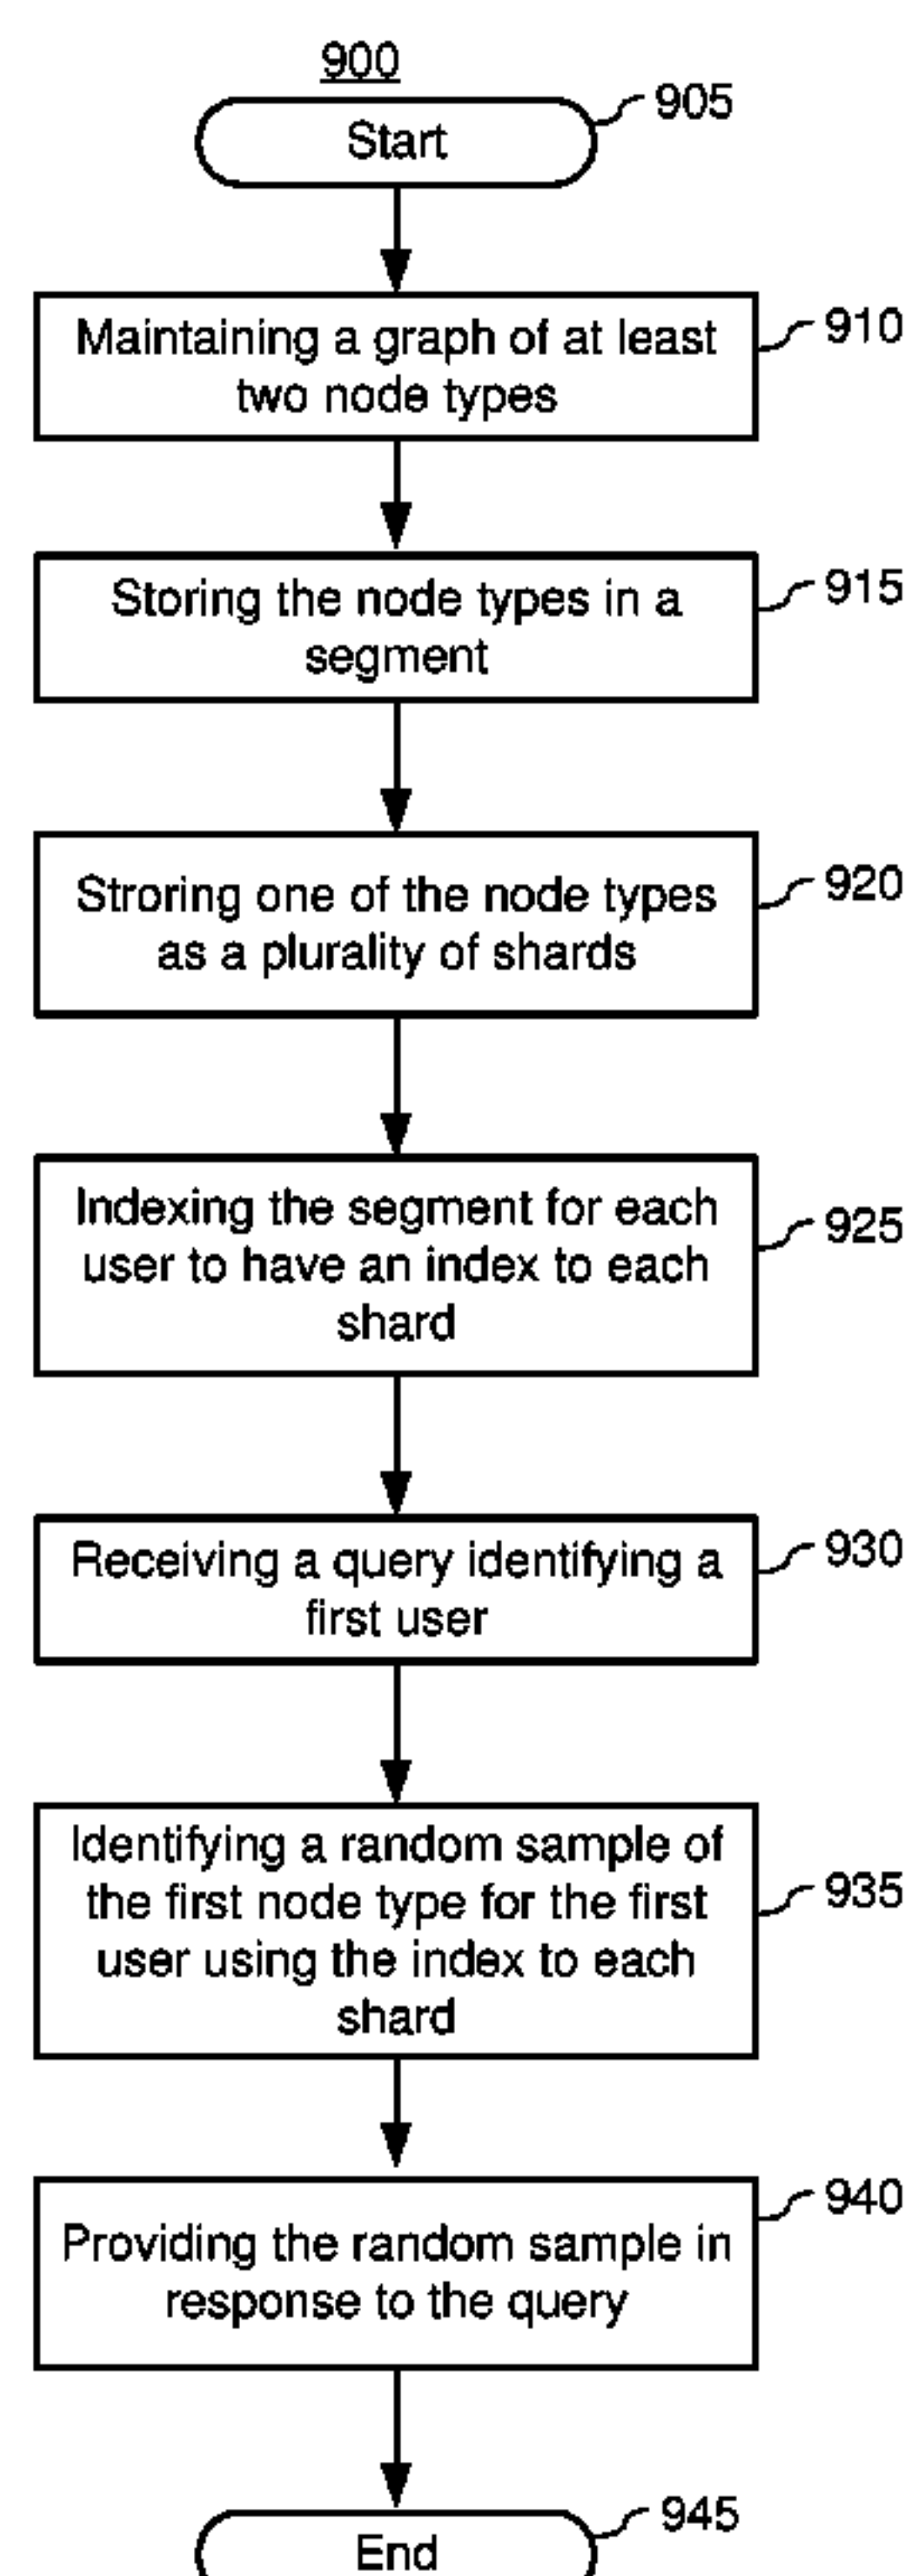 900
Start
905
Maintaining a graph of at least
two node types
910
Storing the node types in a
segment
915
Stroring one of the node types
as a plurality of shards
920
Indexing the segment for each
user to have an index to each
shard
925
Receiving a query identifying a
first user
930
Identifying a random sample of
the first node type for the first
user using the index to each
shard
935
Providing the random sample in
response to the query
940
End
945